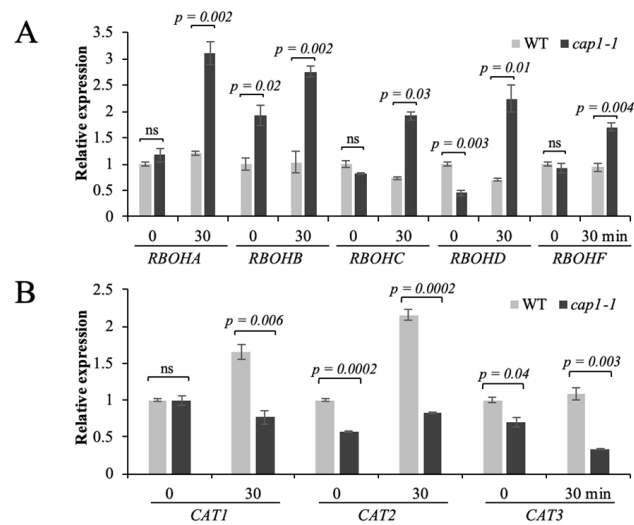 A
p = 0.002
WT cap1-1
p = 0.002
p = 0.02
p = 0.01
p = 0.03
p = 0.004
p = 0.003
ns
ns
ns
Relative expression
3.5
3
2.5
2
1.5
1
0.5
0
0 30 0 30 0 30 0 30 0 30 min
RBOHA RBOHB RBOHC RBOHD RBOHF
B
p = 0.0002
WT cap1-1
p = 0.006
p = 0.0002
p = 0.04
p = 0.003
ns
Relative expression
2.5
2
1.5
1
0.5
0
0 30 0 30 0 30 min
CAT1 CAT2 CAT3